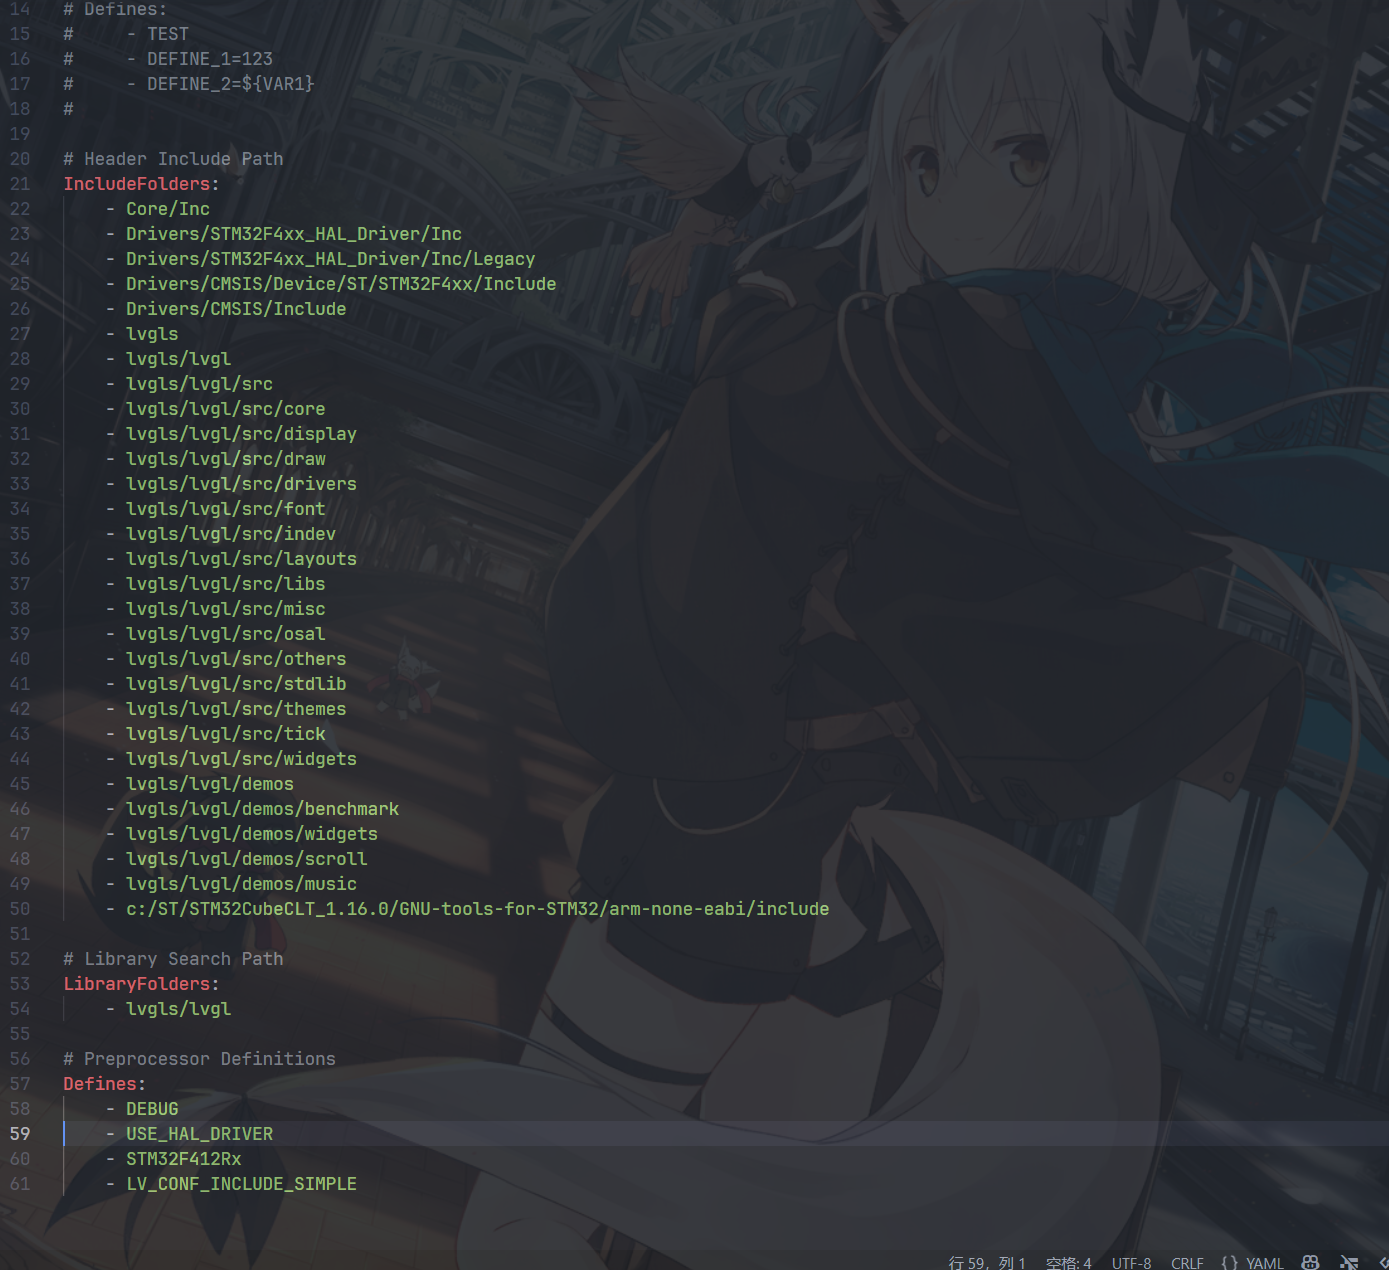 14 # Defines:
15 #     - TEST
16 #     - DEFINE_1=123
17 #     - DEFINE_2=${VAR1}
18 #
19
20 # Header Include Path
21 IncludeFolders:
22     - Core/Inc
23     - Drivers/STM32F4xx_HAL_Driver/Inc
24     - Drivers/STM32F4xx_HAL_Driver/Inc/Legacy
25     - Drivers/CMSIS/Device/ST/STM32F4xx/Include
26     - Drivers/CMSIS/Include
27     - lvgls
28     - lvgls/lvgl
29     - lvgls/lvgl/src
30     - lvgls/lvgl/src/core
31     - lvgls/lvgl/src/display
32     - lvgls/lvgl/src/draw
33     - lvgls/lvgl/src/drivers
34     - lvgls/lvgl/src/font
35     - lvgls/lvgl/src/indev
36     - lvgls/lvgl/src/layouts
37     - lvgls/lvgl/src/libs
38     - lvgls/lvgl/src/misc
39     - lvgls/lvgl/src/osal
40     - lvgls/lvgl/src/others
41     - lvgls/lvgl/src/stdlib
42     - lvgls/lvgl/src/themes
43     - lvgls/lvgl/src/tick
44     - lvgls/lvgl/src/widgets
45     - lvgls/lvgl/demos
46     - lvgls/lvgl/demos/benchmark
47     - lvgls/lvgl/demos/widgets
48     - lvgls/lvgl/demos/scroll
49     - lvgls/lvgl/demos/music
50     - c:/ST/STM32CubeCLT_1.16.0/GNU-tools-for-STM32/arm-none-eabi/include
51
52 # Library Search Path
53 LibraryFolders:
54     - lvgls/lvgl
55
56 # Preprocessor Definitions
57 Defines:
58     - DEBUG
59     - USE_HAL_DRIVER
60     - STM32F412Rx
61     - LV_CONF_INCLUDE_SIMPLE
行 59，列 1 空格: 4 UTF-8 CRLF {} YAML